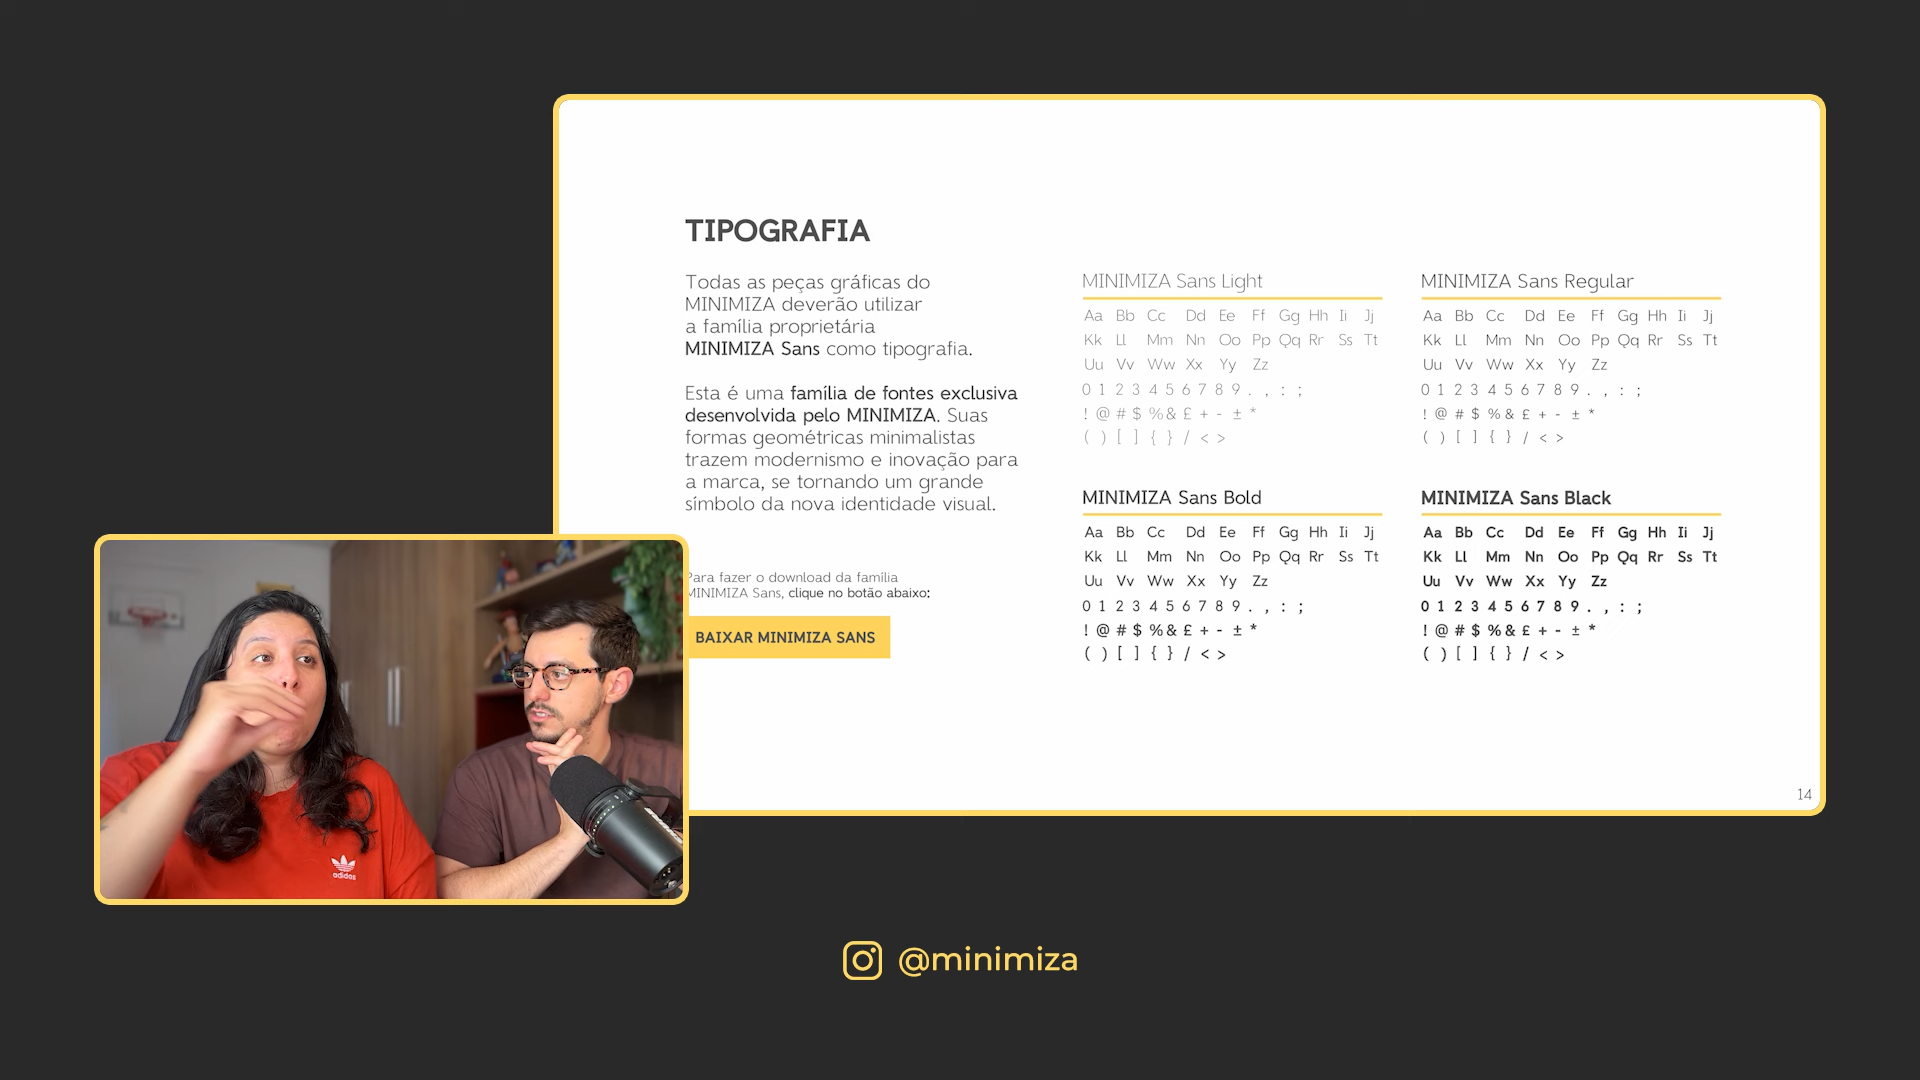 TIPOGRAFIA
Todas as peças gráficas do
MINIMIZA deverão utilizar
a família proprietária
MINIMIZA Sans como tipografia.
Esta é uma família de fontes exclusiva
desenvolvida pelo MINIMIZA. Suas
formas geométricas minimalistas
trazem modernismo e inovação para
a marca, se tornando um grande
símbolo da nova identidade visual.
Para fazer o download da família
MINIMIZA Sans, clique no botão abaixo:
BAIXAR MINIMIZA SANS
MINIMIZA Sans Light
Aa Bb Cc Dd Ee Ff Gg Hh Ii Jj
Kk Ll Mm Nn Oo Pp Qq Rr Ss Tt
Uu Vv Ww Xx Yy Zz
0 1 2 3 4 5 6 7 8 9 . , : ;
! @ # $ % & £ + - ± *
( ) [ ] { } / < >
MINIMIZA Sans Regular
Aa Bb Cc Dd Ee Ff Gg Hh Ii Jj
Kk Ll Mm Nn Oo Pp Qq Rr Ss Tt
Uu Vv Ww Xx Yy Zz
0 1 2 3 4 5 6 7 8 9 . , : ;
! @ # $ % & £ + - ± *
( ) [ ] { } / < >
MINIMIZA Sans Bold
Aa Bb Cc Dd Ee Ff Gg Hh Ii Jj
Kk Ll Mm Nn Oo Pp Qq Rr Ss Tt
Uu Vv Ww Xx Yy Zz
0 1 2 3 4 5 6 7 8 9 . , : ;
! @ # $ % & £ + - ± *
( ) [ ] { } / < >
MINIMIZA Sans Black
Aa Bb Cc Dd Ee Ff Gg Hh Ii Jj
Kk Ll Mm Nn Oo Pp Qq Rr Ss Tt
Uu Vv Ww Xx Yy Zz
0 1 2 3 4 5 6 7 8 9 . , : ;
! @ # $ % & £ + - ± *
( ) [ ] { } / < >
14
adidas
@minimiza